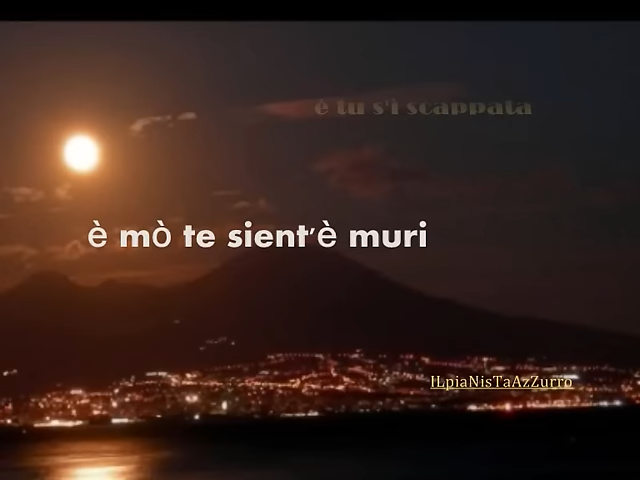 è tu s'ì scappata
è mò te sient'è muri
ILpiaNisTaAzZurro